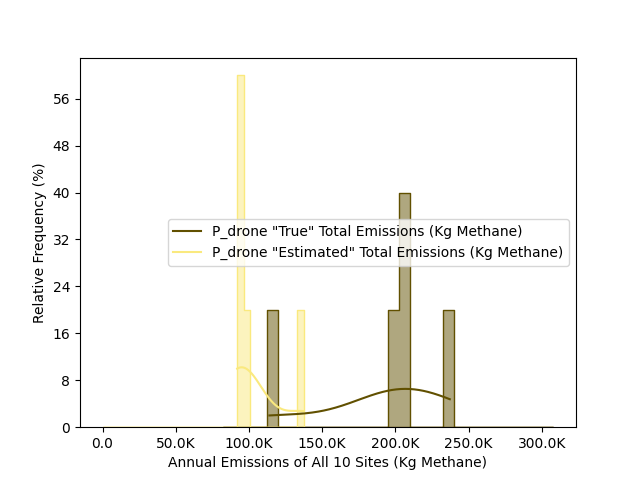 56
48
40
32
24
16
8
0
Relative Frequency (%)
P_drone "True" Total Emissions (Kg Methane)
P_drone "Estimated" Total Emissions (Kg Methane)
0.0 50.0K 100.0K 150.0K 200.0K 250.0K 300.0K
Annual Emissions of All 10 Sites (Kg Methane)